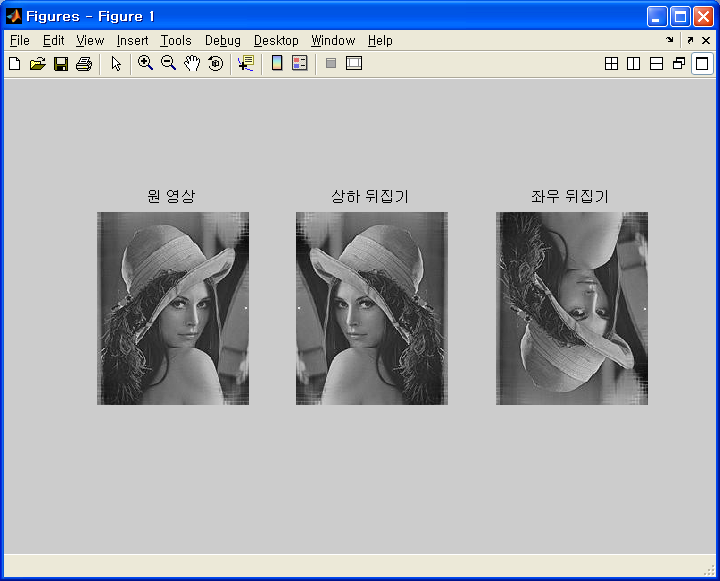 Figures - Figure 1
File Edit View Insert Tools Debug Desktop Window Help
원 영상 상하 뒤집기 좌우 뒤집기